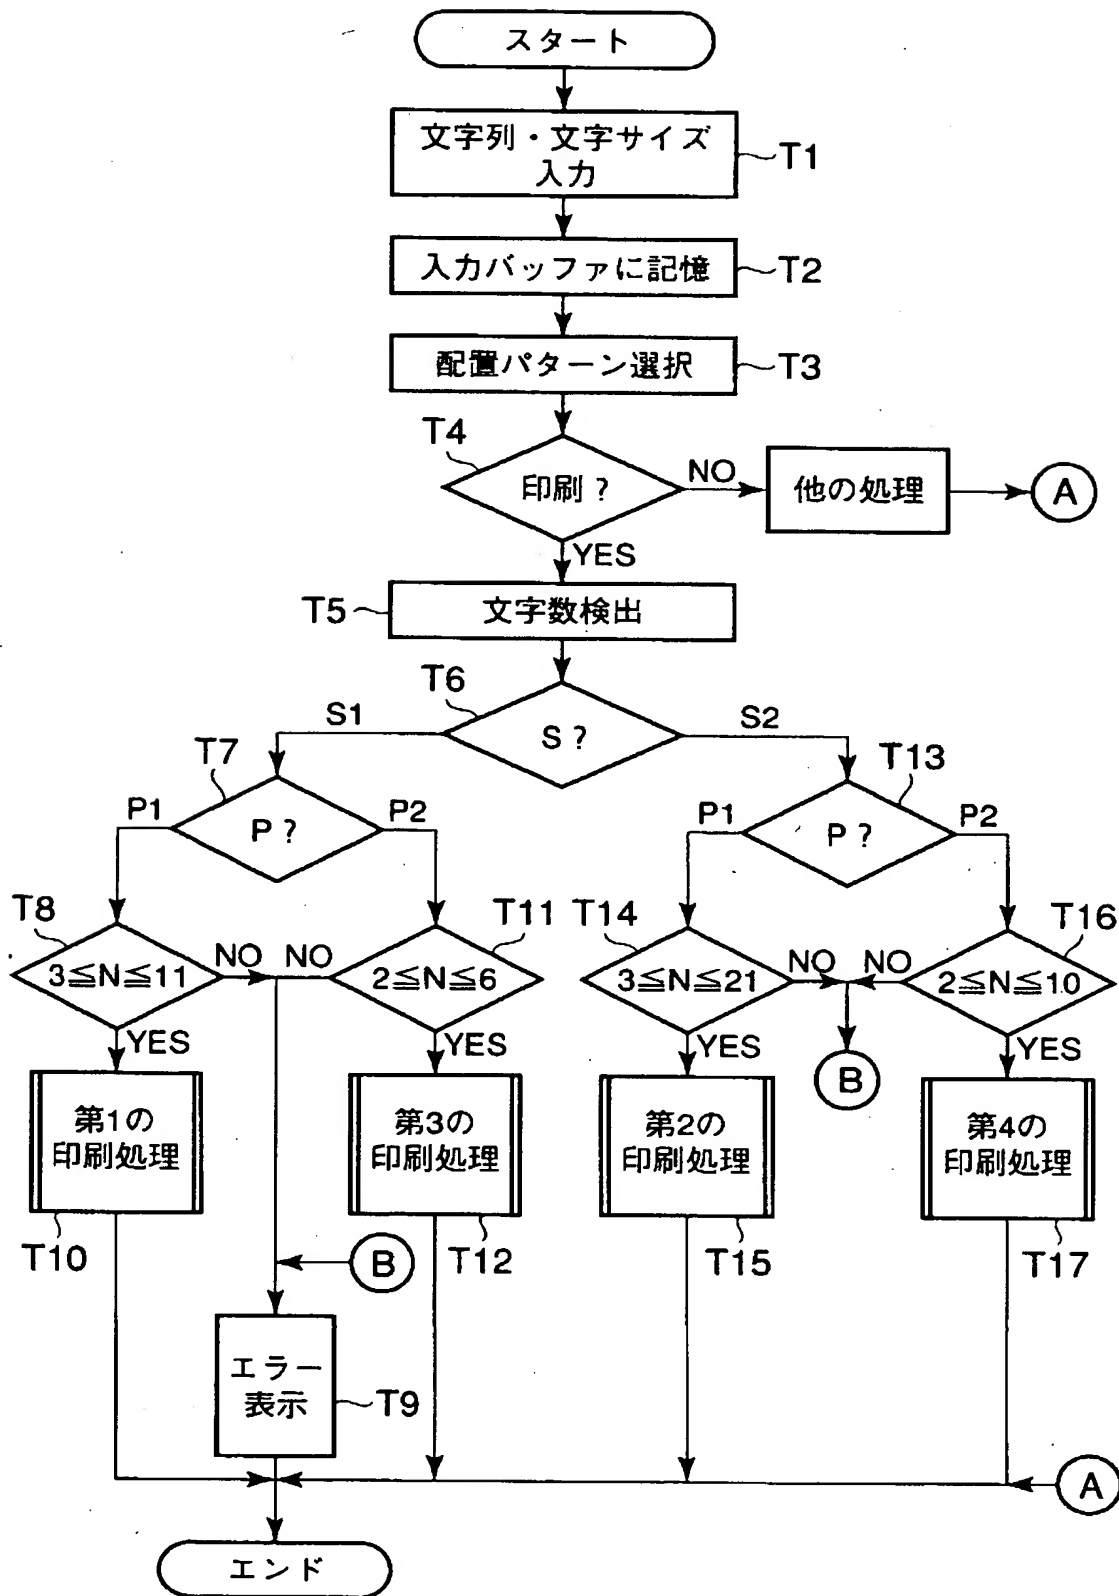 スタート
文字列・文字サイズ
入力
T1
入力バッファに記憶
T2
配置パターン選択
T3
T4
印刷?
NO
他の処理
A
YES
T5
文字数検出
T6
S?
S1
S2
T7
P?
P1
P2
T13
P?
P1
P2
T8
3≦N≦11
NO
YES
T11
2≦N≦6
NO
YES
T14
3≦N≦21
NO
YES
T16
2≦N≦10
NO
YES
B
第1の
印刷処理
T10
第3の
印刷処理
T12
第2の
印刷処理
T15
第4の
印刷処理
T17
B
エラー
表示
T9
A
エンド